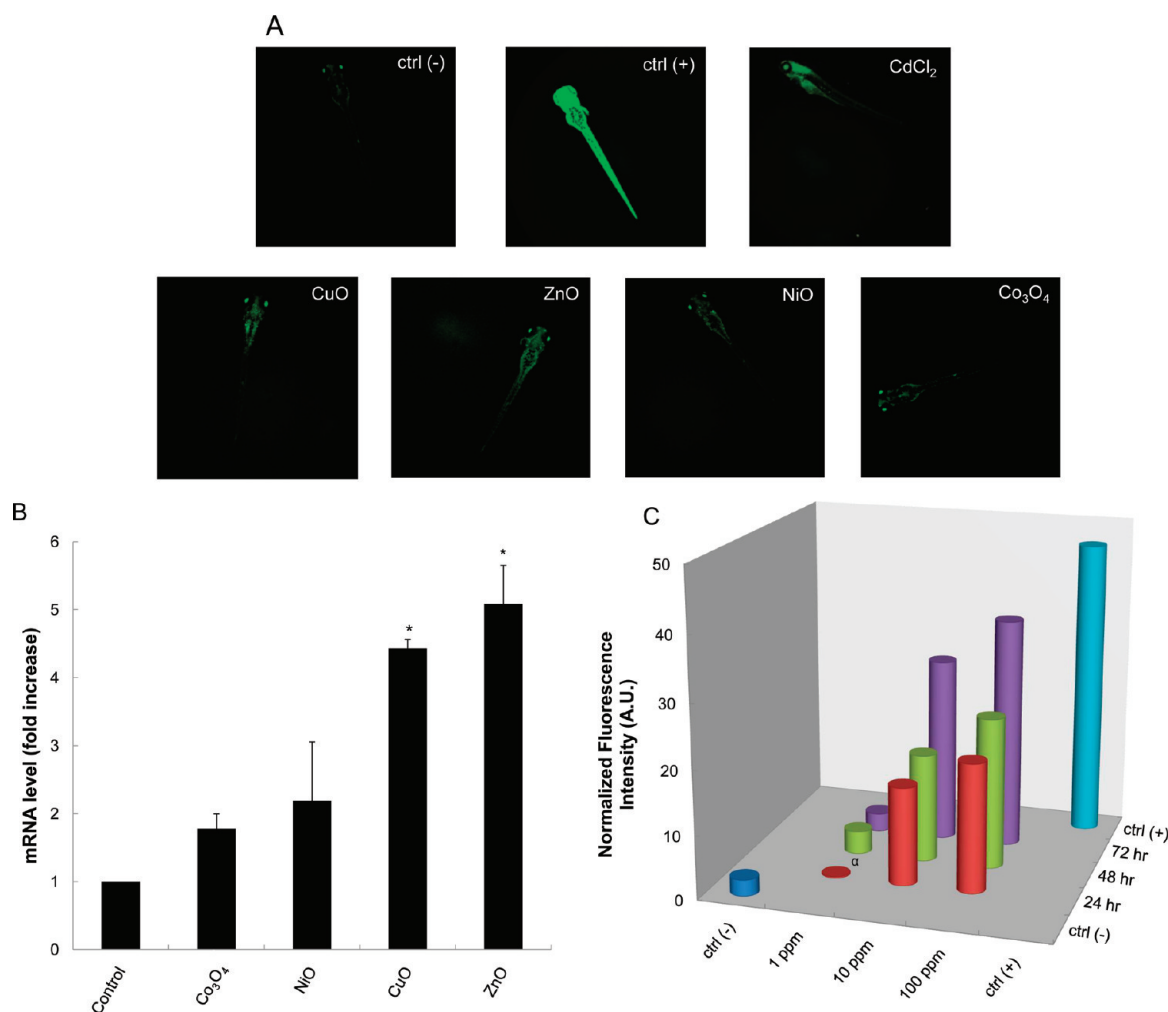 A
ctrl (-)
ctrl (+)
CdCl₂
CuO
ZnO
NiO
Co₃O₄
B
mRNA level (fold increase)
6
5
4
3
2
1
0
*
*
Control
Co₃O₄
NiO
CuO
ZnO
C
Normalized Fluorescence
Intensity (A.U.)
50
40
30
20
10
0
α
ctrl (-)
1 ppm
10 ppm
100 ppm
ctrl (+)
ctrl (+)
72 hr
48 hr
24 hr
ctrl (-)